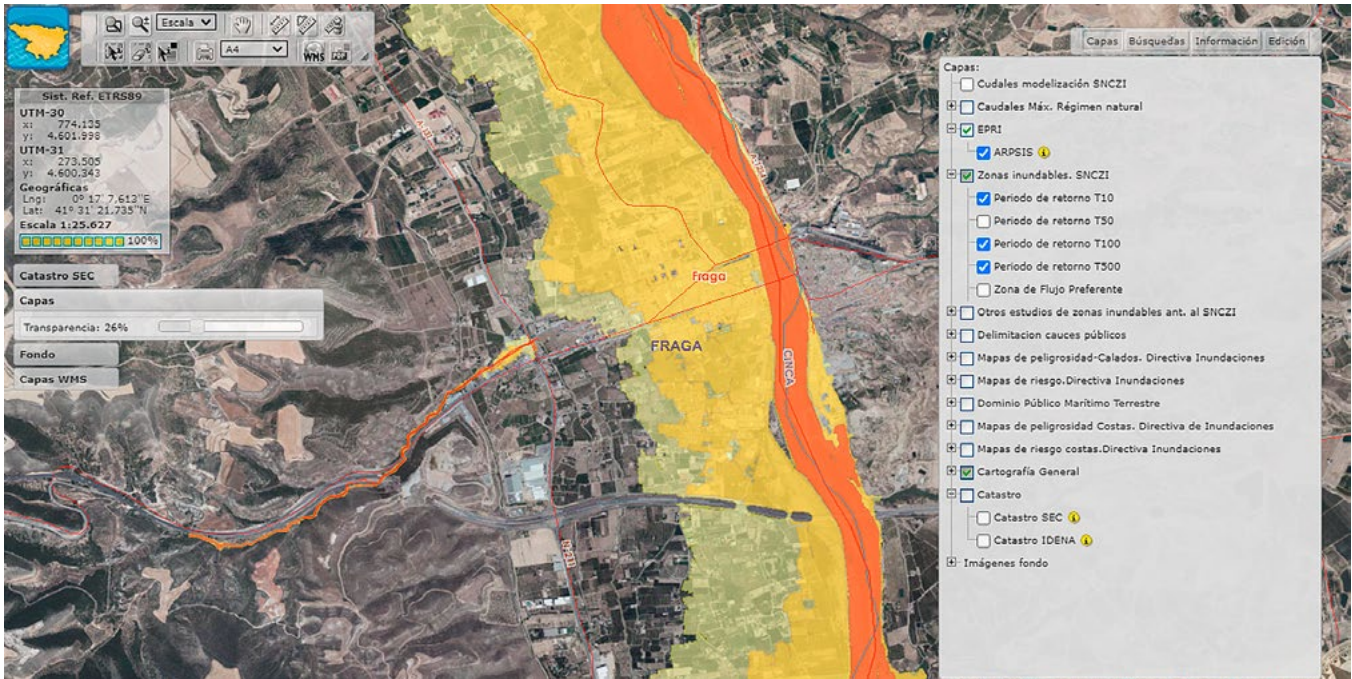 Escala
A4
WMS
Sist. Ref. ETRS89
UTM-30
x: 774.135
y: 4.601.998
UTM-31
x: 273.505
y: 4.600.343
Geográficas
Lng: 0º 17' 7,613"E
Lat: 41º 31' 21,735"N
Escala 1:25.627
100%
Catastro SEC
Capas
Transparencia: 26%
Fondo
Capas WMS
Fraga
FRAGA
CINCA
N-211
Capas Búsquedas Información Edición
Capas:
Cudales modelización SNCZI
Caudales Máx. Régimen natural
EPRI
ARPSIS
Zonas inundables. SNCZI
Periodo de retorno T10
Periodo de retorno T50
Periodo de retorno T100
Periodo de retorno T500
Zona de Flujo Preferente
Otros estudios de zonas inundables ant. al SNCZI
Delimitacion cauces públicos
Mapas de peligrosidad-Calados. Directiva Inundaciones
Mapas de riesgo.Directiva Inundaciones
Dominio Público Marítimo Terrestre
Mapas de peligrosidad Costas. Directiva de Inundaciones
Mapas de riesgo costas.Directiva Inundaciones
Cartografía General
Catastro
Catastro SEC
Catastro IDENA
Imágenes fondo